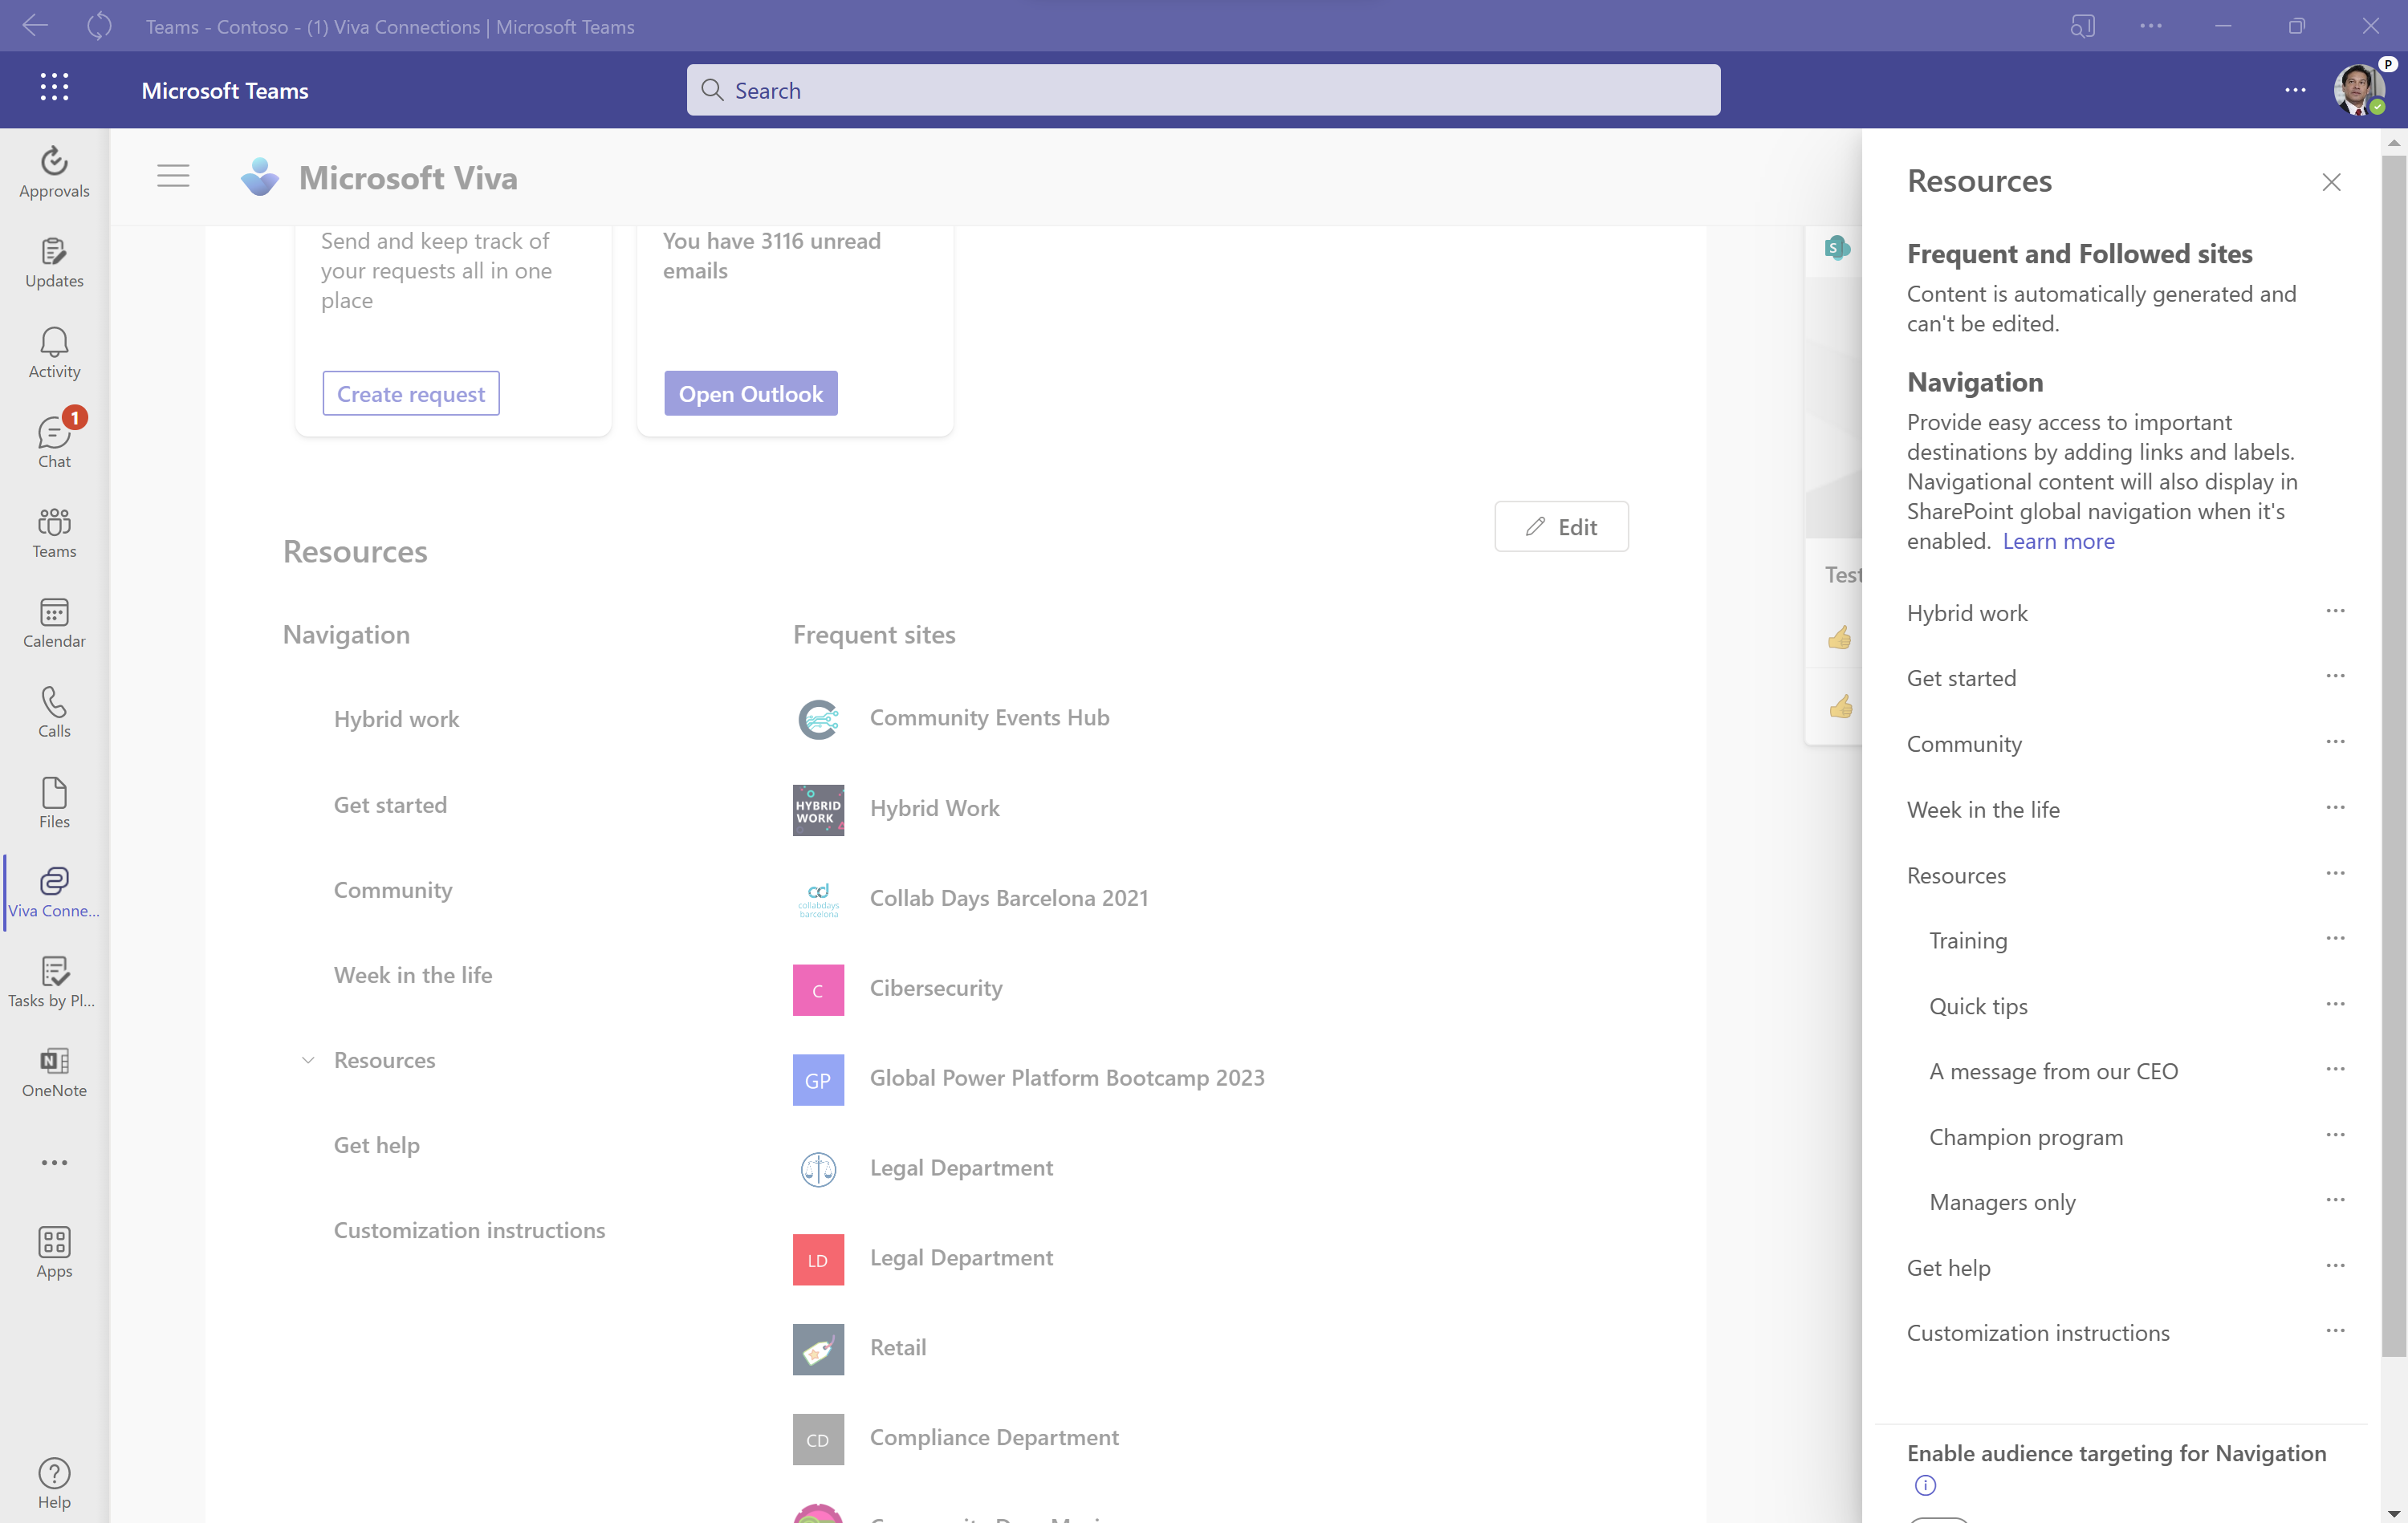 Teams - Contoso - (1) Viva Connections | Microsoft Teams
Microsoft Teams
Search
P
Approvals
Updates
Activity
1
Chat
Teams
Calendar
Calls
Files
Viva Conne...
Tasks by Pl...
N
OneNote
Apps
Help
Microsoft Viva
Send and keep track of
your requests all in one
place
Create request
You have 3116 unread
emails
Open Outlook
Resources
Edit
Navigation
Hybrid work
Get started
Community
Week in the life
Resources
Get help
Customization instructions
Frequent sites
Community Events Hub
HYBRID
WORK
Hybrid Work
cd
collabdays
barcelona
Collab Days Barcelona 2021
C
Cibersecurity
GP
Global Power Platform Bootcamp 2023
Legal Department
LD
Legal Department
Retail
CD
Compliance Department
S
Test
Resources
Frequent and Followed sites
Content is automatically generated and
can't be edited.
Navigation
Provide easy access to important
destinations by adding links and labels.
Navigational content will also display in
SharePoint global navigation when it's
enabled. Learn more
Hybrid work
Get started
Community
Week in the life
Resources
Training
Quick tips
A message from our CEO
Champion program
Managers only
Get help
Customization instructions
Enable audience targeting for Navigation